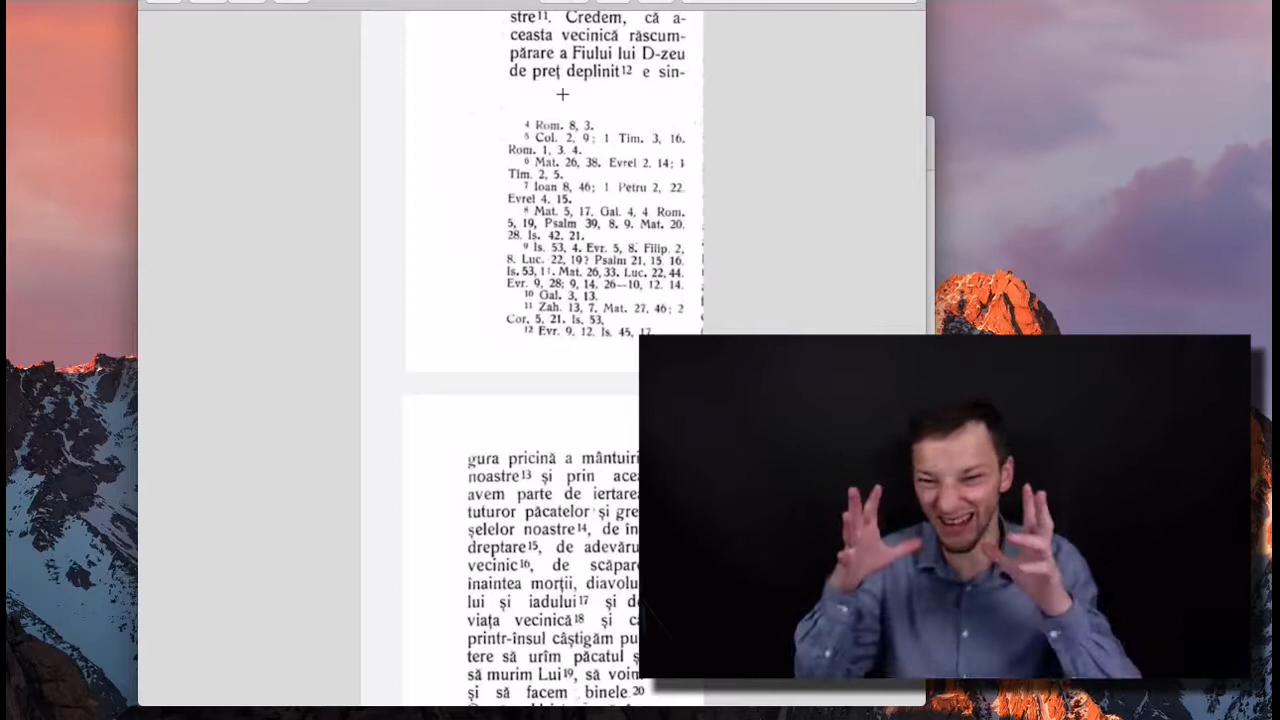 stre11. Credem, că a-
ceasta vecinică răscum-
părare a Fiului lui D-zeu
de preț deplinit12 e sin-
4 Rom. 8, 3.
5 Col. 2, 9; 1 Tim. 3, 16.
Rom. 1, 3. 4.
6 Mat. 26, 38. Evrel 2. 14; 1
Tim. 2, 5.
7 Ioan 8, 46; 1 Petru 2, 22.
Evrel 4, 15.
8 Mat. 5, 17. Gal. 4, 4 Rom.
5, 19, Psalm 39, 8. 9. Mat. 20.
28. Is. 42, 21.
9 Is. 53, 4. Evr. 5, 8. Filip. 2,
8. Luc. 22, 19? Psalm 21, 15. 16.
Is. 53, 11. Mat. 26, 33. Luc. 22, 44.
Evr. 9, 28; 9, 14. 26—10, 12. 14.
10 Gal. 3, 13.
11 Zah. 13, 7. Mat. 27, 46; 2
Cor. 5, 21. Is. 53.
12 Evr. 9, 12. Is. 45, 17.
gura pricină a mântuiri
noastre13 și prin ace
avem parte de iertare
tuturor păcatelor și gre
șelelor noastre14, de în
dreptare15, de adevăru
vecinic16, de scăpar
înaintea morții, diavolu
lui și iadului17 și d
viața vecinică18 și c
printr-însul câștigăm pu
tere să urîm păcatul ș
să murim Lui19, să voim
și să facem binele20